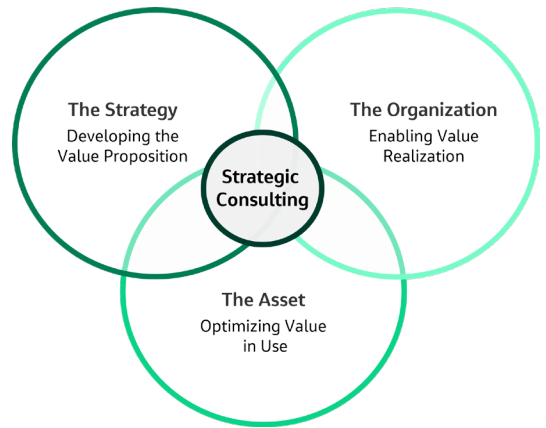 The Strategy
Developing the
Value Proposition
The Organization
Enabling Value
Realization
Strategic
Consulting
The Asset
Optimizing Value
in Use